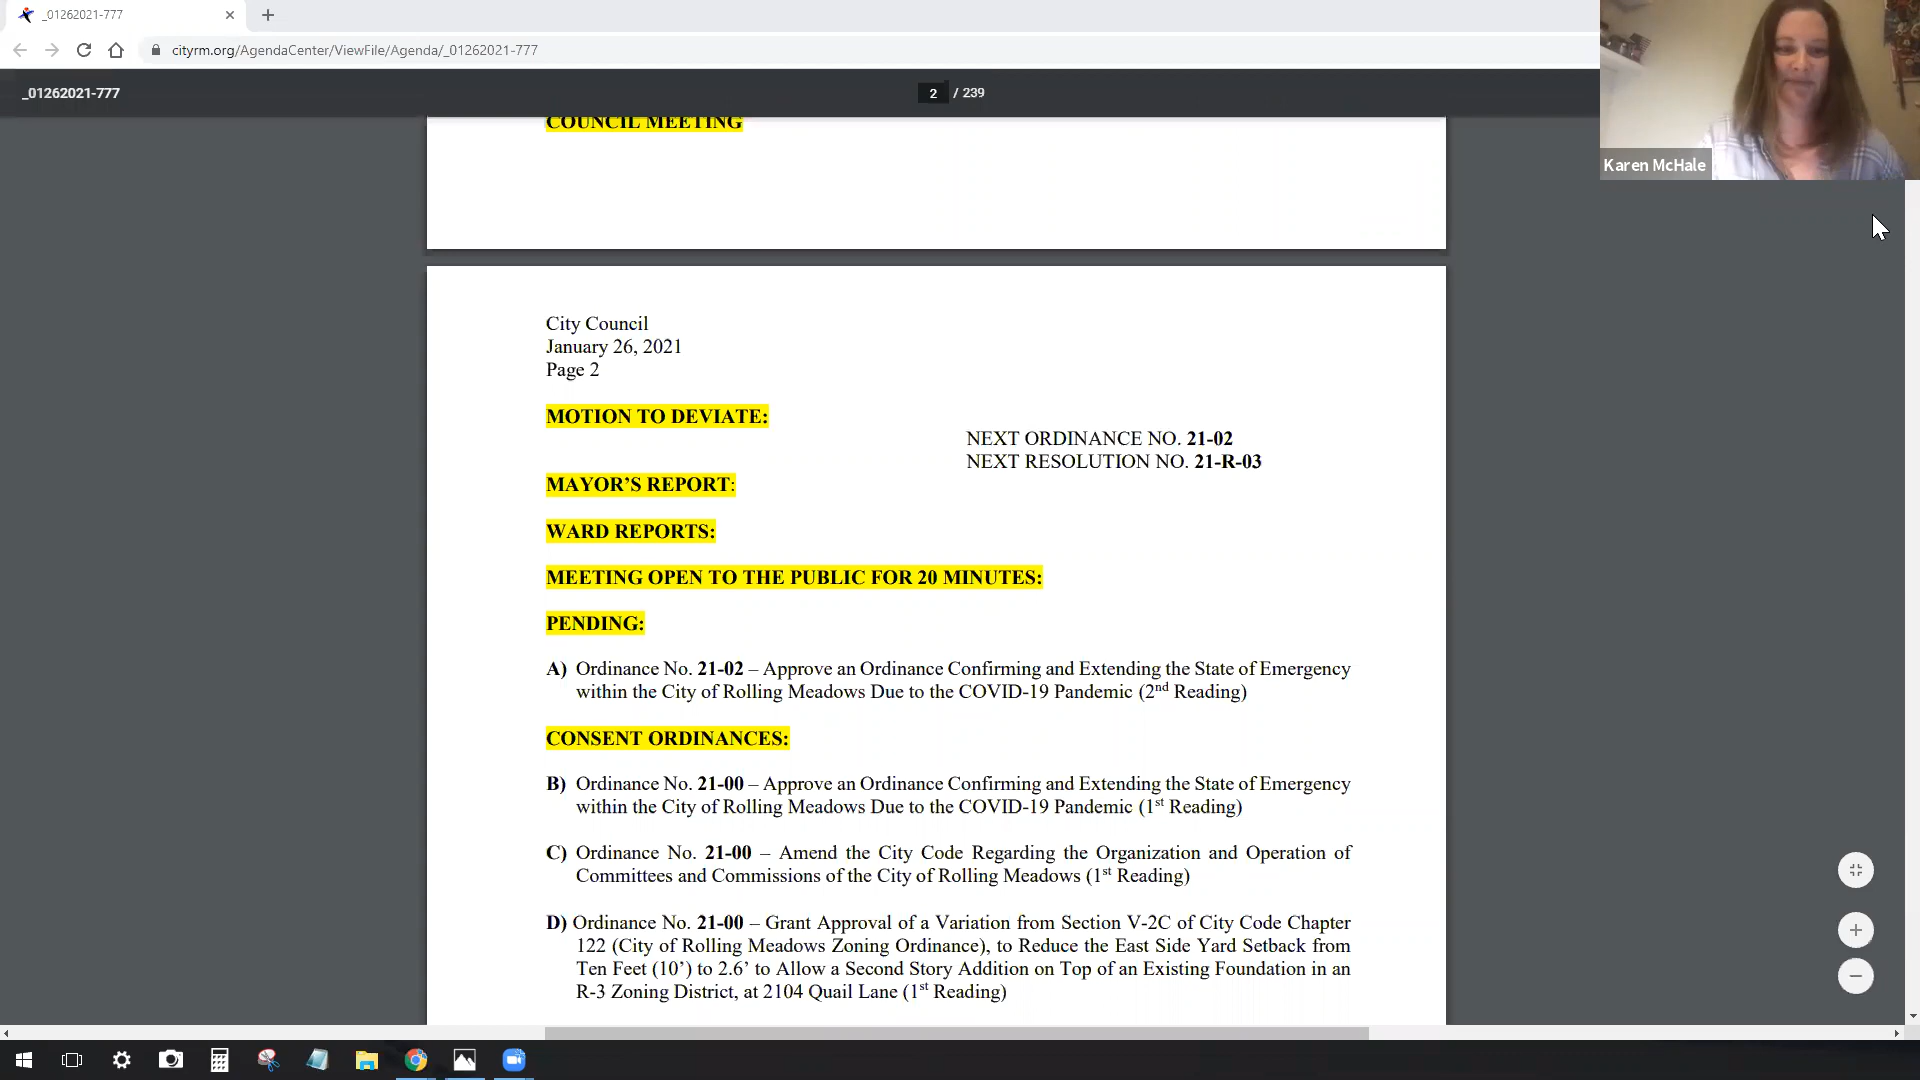 _01262021-777
cityrm.org/AgendaCenter/ViewFile/Agenda/_01262021-777
_01262021-777
2 / 239
Karen McHale
COUNCIL MEETING
City Council
January 26, 2021
Page 2
MOTION TO DEVIATE:
NEXT ORDINANCE NO. 21-02
NEXT RESOLUTION NO. 21-R-03
MAYOR’S REPORT:
WARD REPORTS:
MEETING OPEN TO THE PUBLIC FOR 20 MINUTES:
PENDING:
A) Ordinance No. 21-02 – Approve an Ordinance Confirming and Extending the State of Emergency
within the City of Rolling Meadows Due to the COVID-19 Pandemic (2nd Reading)
CONSENT ORDINANCES:
B) Ordinance No. 21-00 – Approve an Ordinance Confirming and Extending the State of Emergency
within the City of Rolling Meadows Due to the COVID-19 Pandemic (1st Reading)
C) Ordinance No. 21-00 – Amend the City Code Regarding the Organization and Operation of
Committees and Commissions of the City of Rolling Meadows (1st Reading)
D) Ordinance No. 21-00 – Grant Approval of a Variation from Section V-2C of City Code Chapter
122 (City of Rolling Meadows Zoning Ordinance), to Reduce the East Side Yard Setback from
Ten Feet (10’) to 2.6’ to Allow a Second Story Addition on Top of an Existing Foundation in an
R-3 Zoning District, at 2104 Quail Lane (1st Reading)